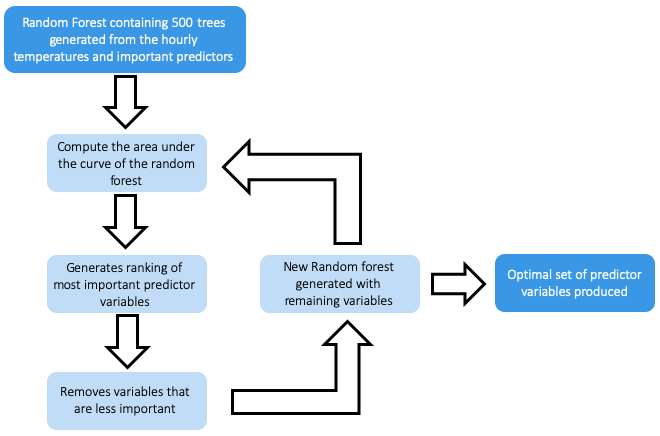 Random Forest containing 500 trees
generated from the hourly
temperatures and important predictors
Compute the area under
the curve of the random
forest
Generates ranking of
most important predictor
variables
Removes variables that
are less important
New Random forest
generated with
remaining variables
Optimal set of predictor
variables produced